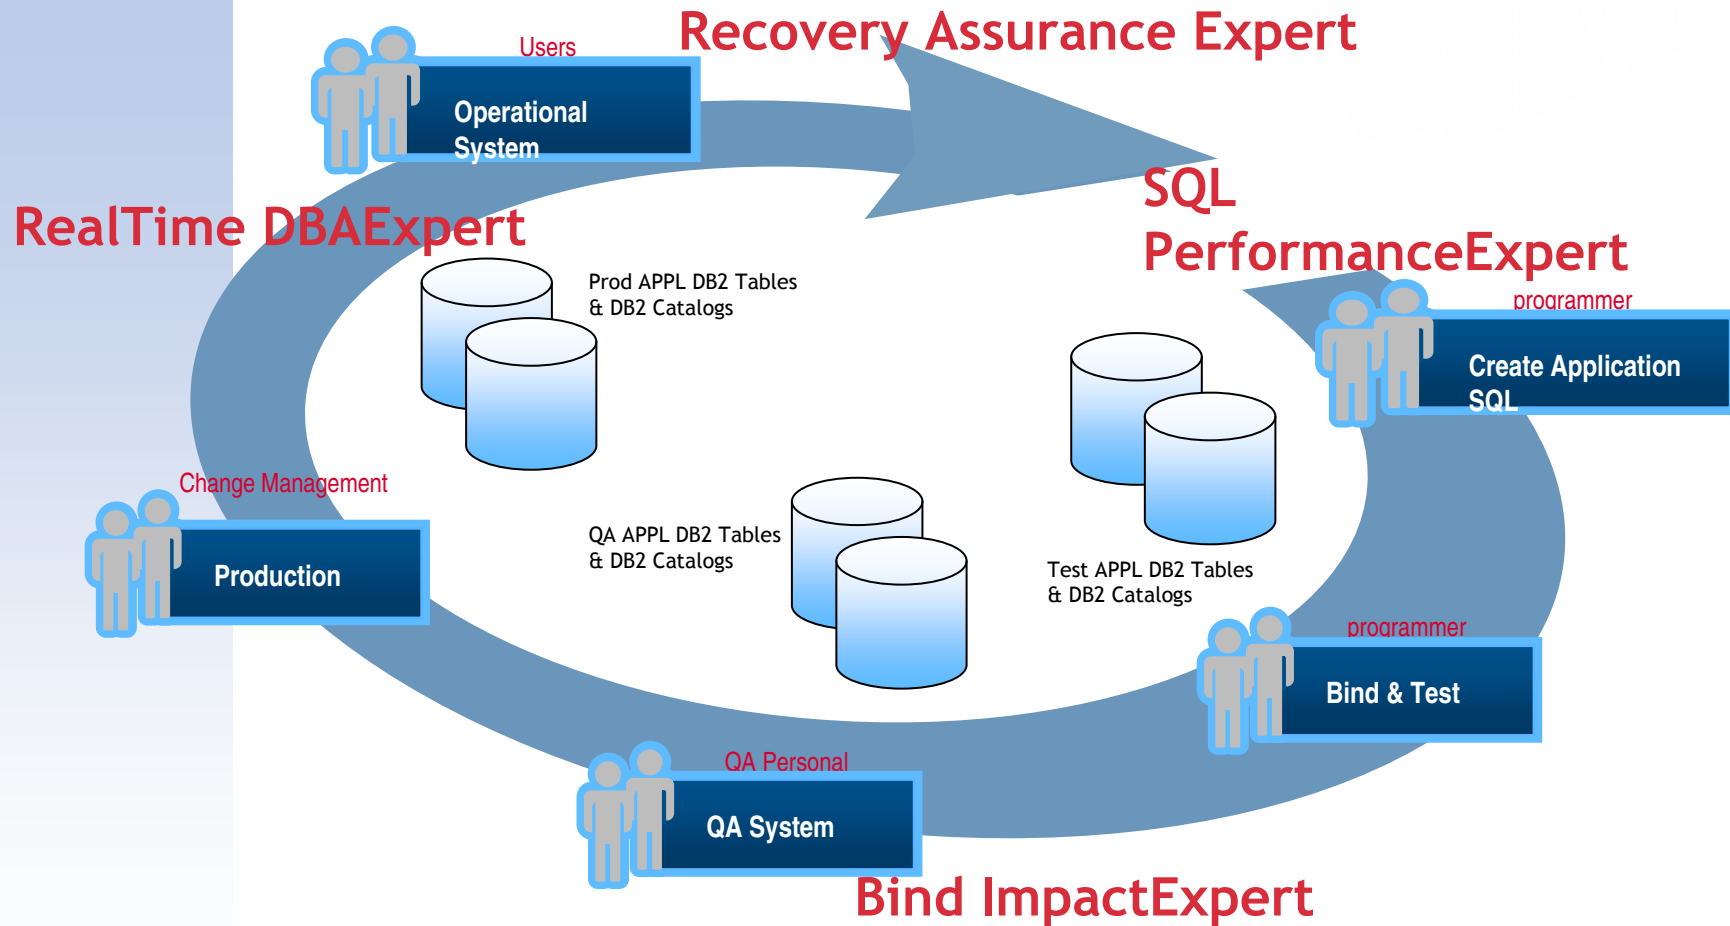 Recovery Assurance Expert
Users
Operational
System
SQL
PerformanceExpert
RealTime DBAExpert
Prod APPL DB2 Tables
& DB2 Catalogs
programmer
Create Application
SQL
Change Management
Production
QA APPL DB2 Tables
& DB2 Catalogs
Test APPL DB2 Tables
& DB2 Catalogs
programmer
Bind & Test
QA Personal
QA System
Bind ImpactExpert